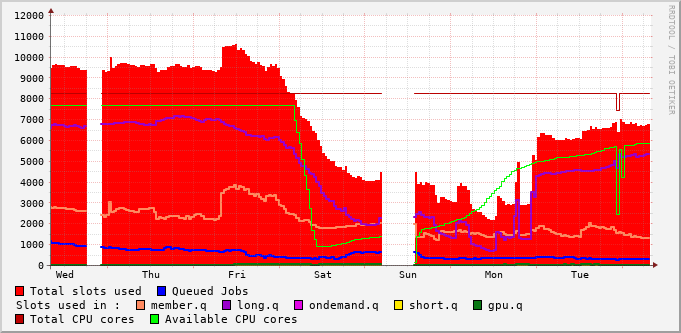 12000
11000
10000
9000
8000
7000
6000
5000
4000
3000
2000
1000
0
Wed Thu Fri Sat Sun Mon Tue
RRDTOOL / TOBI OETIKER
Total slots used Queued Jobs
Slots used in : member.q long.q ondemand.q short.q gpu.q
Total CPU cores Available CPU cores